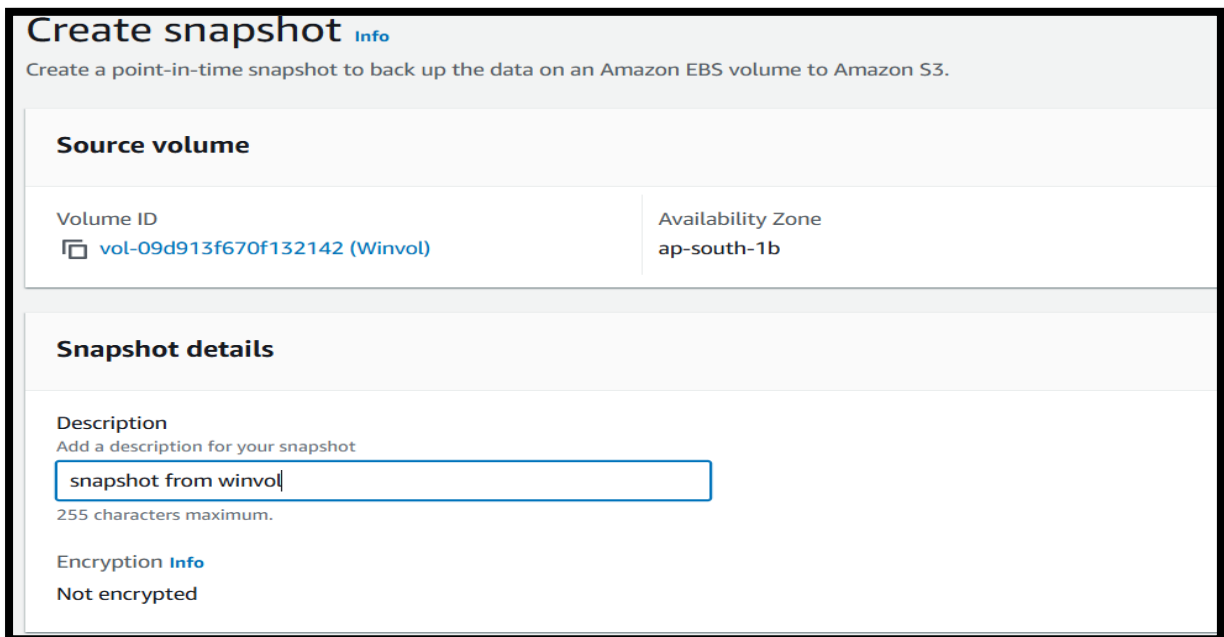 Create snapshot Info
Create a point-in-time snapshot to back up the data on an Amazon EBS volume to Amazon S3.
Source volume
Volume ID
Availability Zone
vol-09d913f670f132142 (Winvol)
ap-south-1b
Snapshot details
Description
Add a description for your snapshot
snapshot from winvol
255 characters maximum.
Encryption Info
Not encrypted